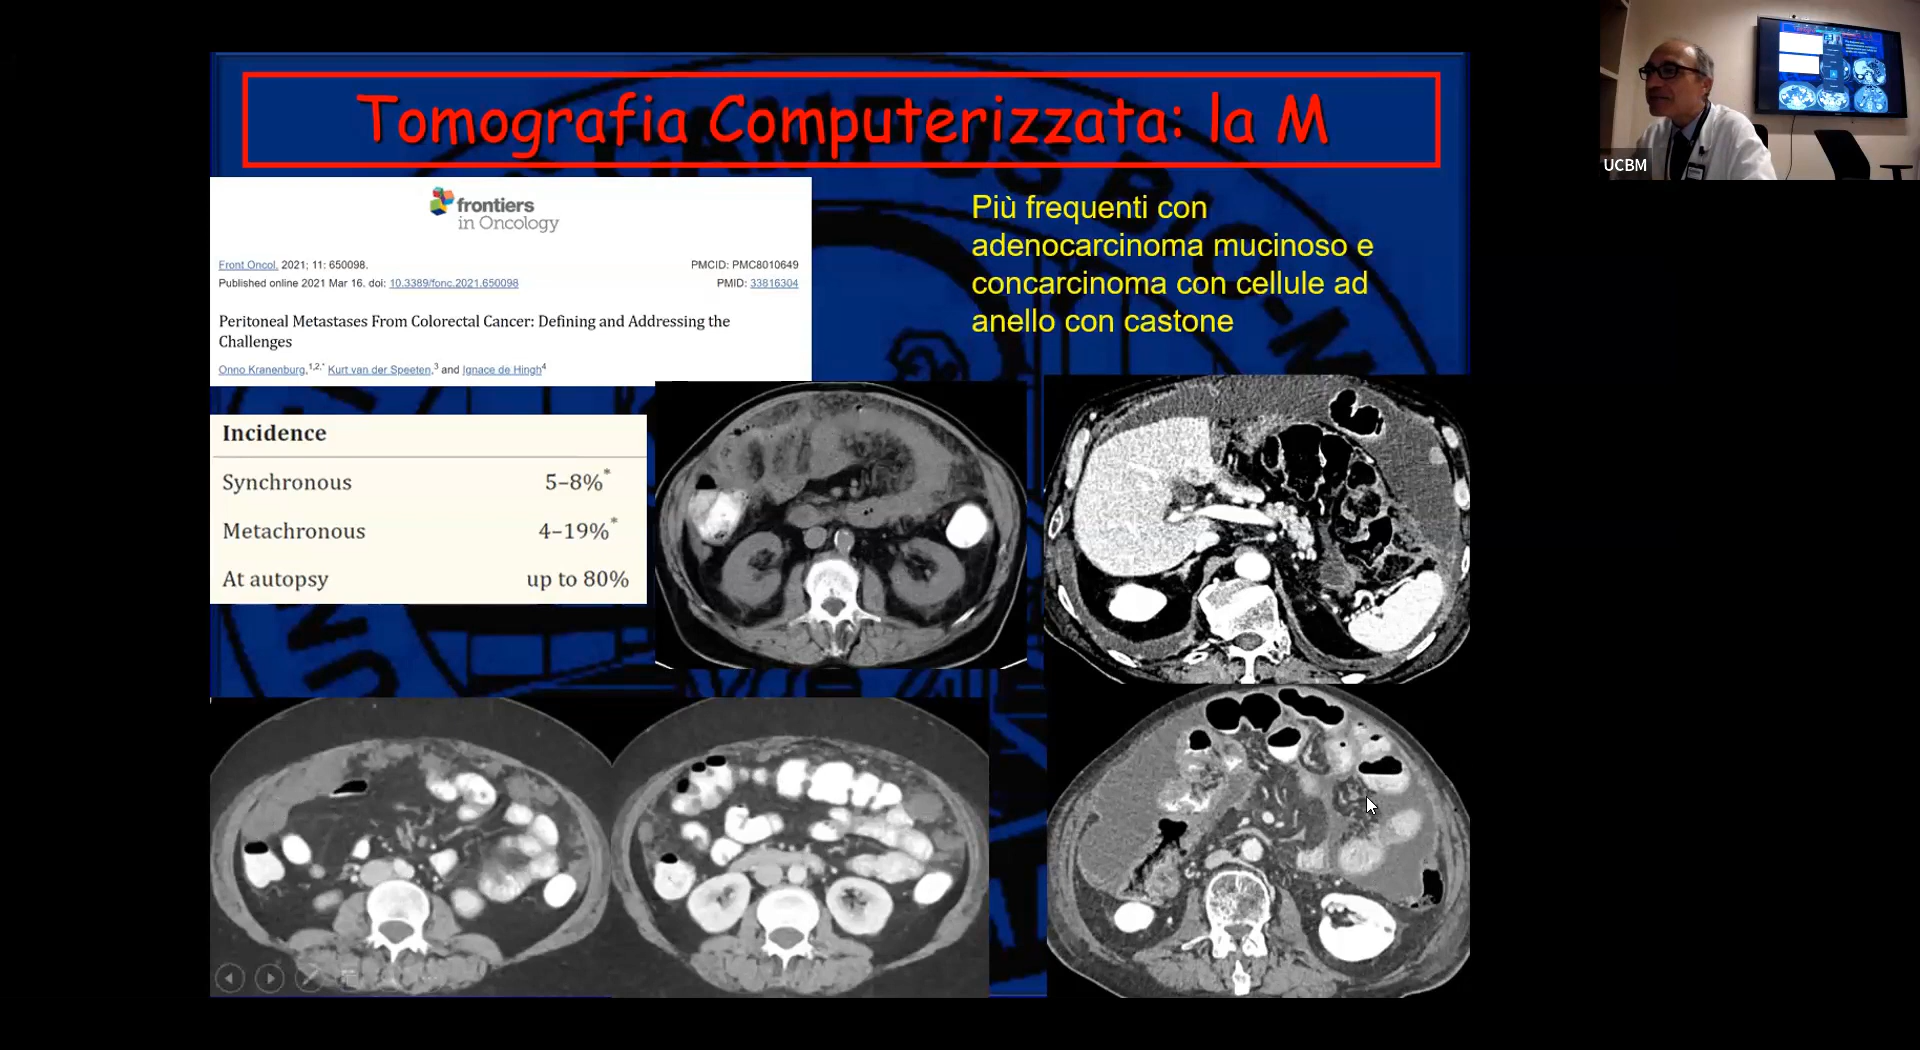 Tomografia Computerizzata: la M
UCBM
frontiers
in Oncology
Front Oncol. 2021; 11: 650098.
PMCID: PMC8010649
Published online 2021 Mar 16. doi: 10.3389/fonc.2021.650098
PMID: 33816304
Peritoneal Metastases From Colorectal Cancer: Defining and Addressing the
Challenges
Onno Kranenburg,1,2,* Kurt van der Speeten,3 and Ignace de Hingh4
Più frequenti con
adenocarcinoma mucinoso e
concarcinoma con cellule ad
anello con castone
Incidence
Synchronous 5–8%*
Metachronous 4–19%*
At autopsy up to 80%